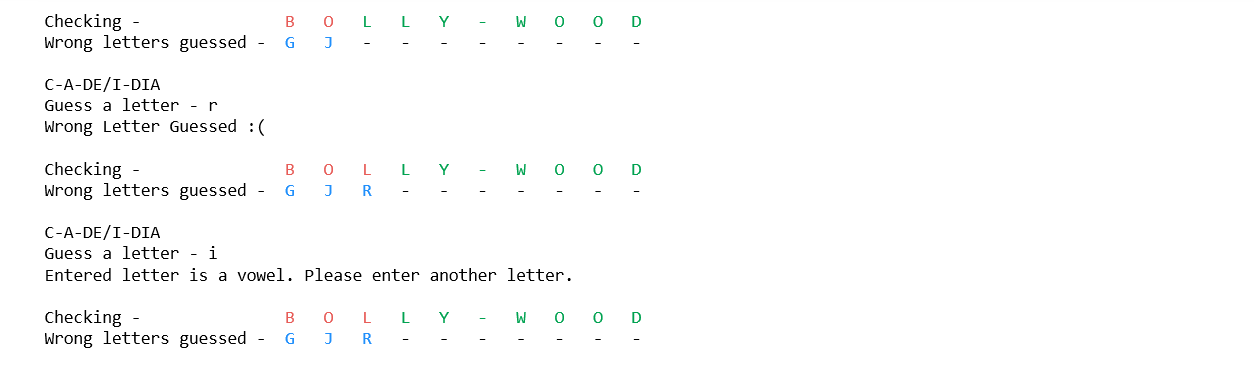 Checking - B O L L Y - W O O D
Wrong letters guessed - G J - - - - - - - -
C-A-DE/I-DIA
Guess a letter - r
Wrong Letter Guessed :(
Checking - B O L L Y - W O O D
Wrong letters guessed - G J R - - - - - - -
C-A-DE/I-DIA
Guess a letter - i
Entered letter is a vowel. Please enter another letter.
Checking - B O L L Y - W O O D
Wrong letters guessed - G J R - - - - - - -